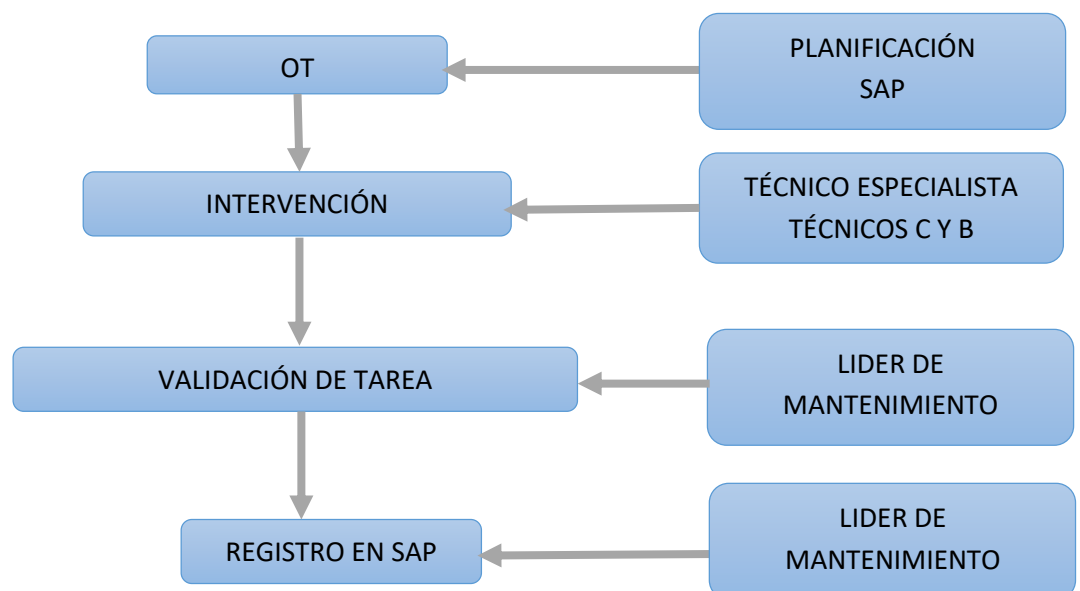 OT
PLANIFICACIÓN
SAP
INTERVENCIÓN
TÉCNICO ESPECIALISTA
TÉCNICOS C Y B
VALIDACIÓN DE TAREA
LIDER DE
MANTENIMIENTO
REGISTRO EN SAP
LIDER DE
MANTENIMIENTO